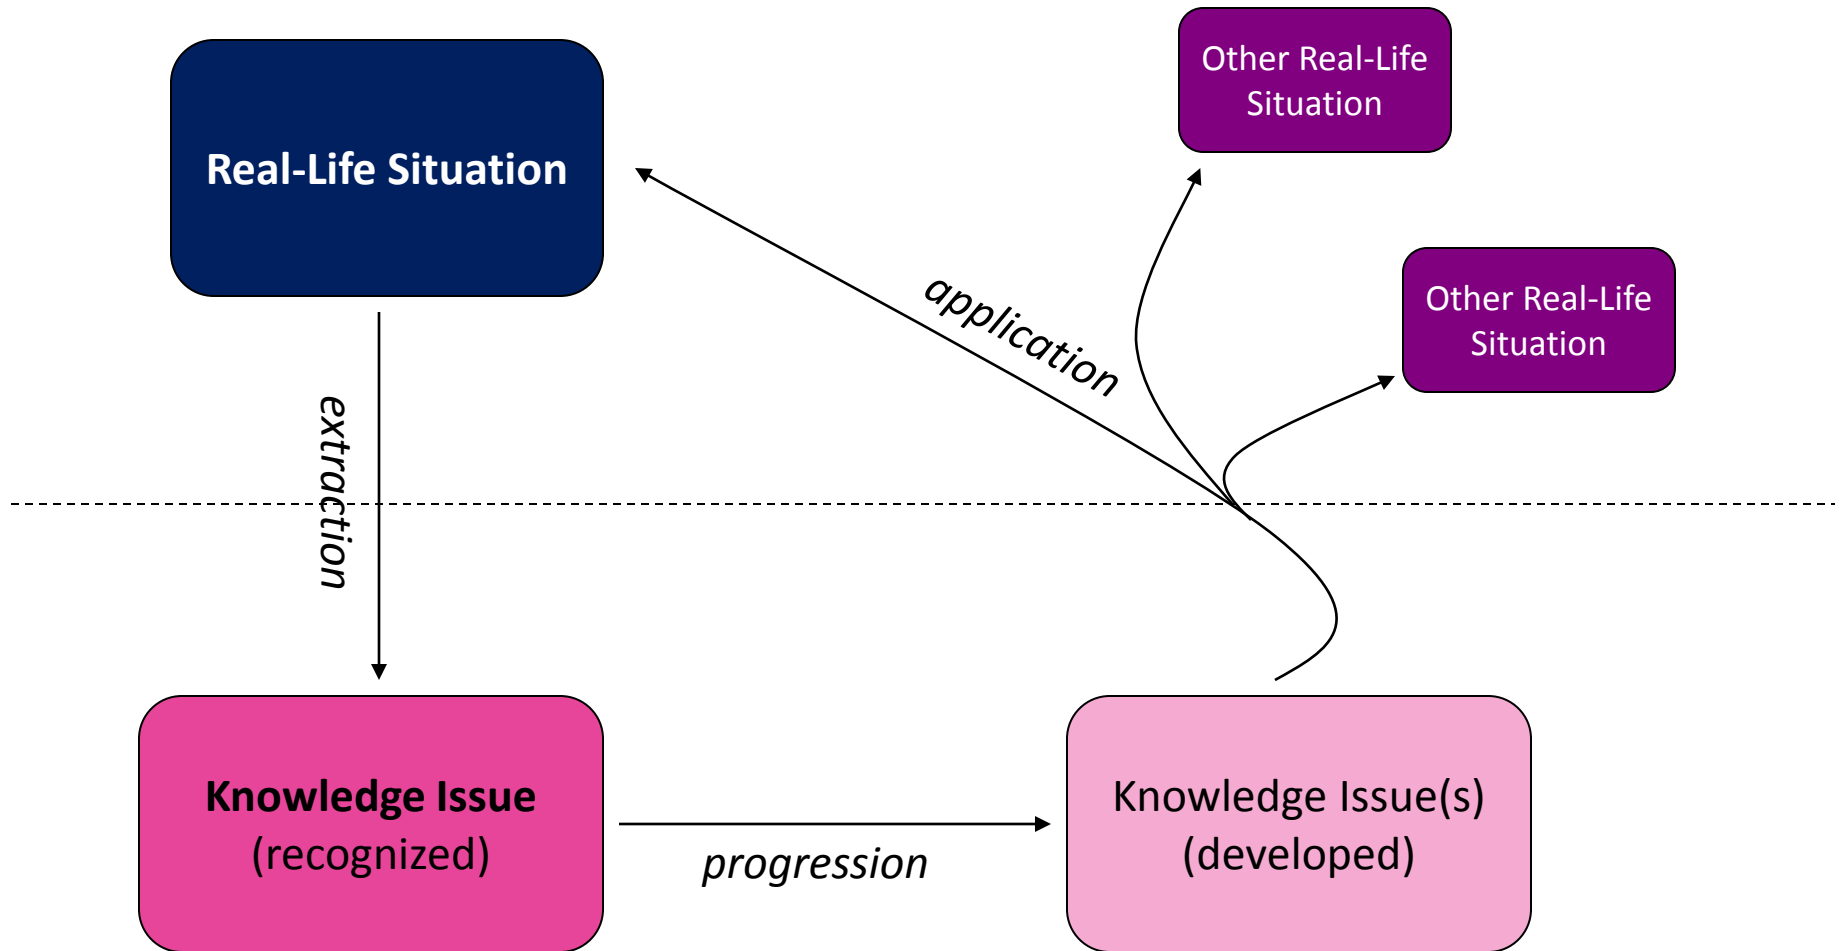 Other Real-Life
Situation
Real-Life Situation
Other Real-Life
Situation
application
extraction
Knowledge Issue
(recognized)
progression
Knowledge Issue(s)
(developed)